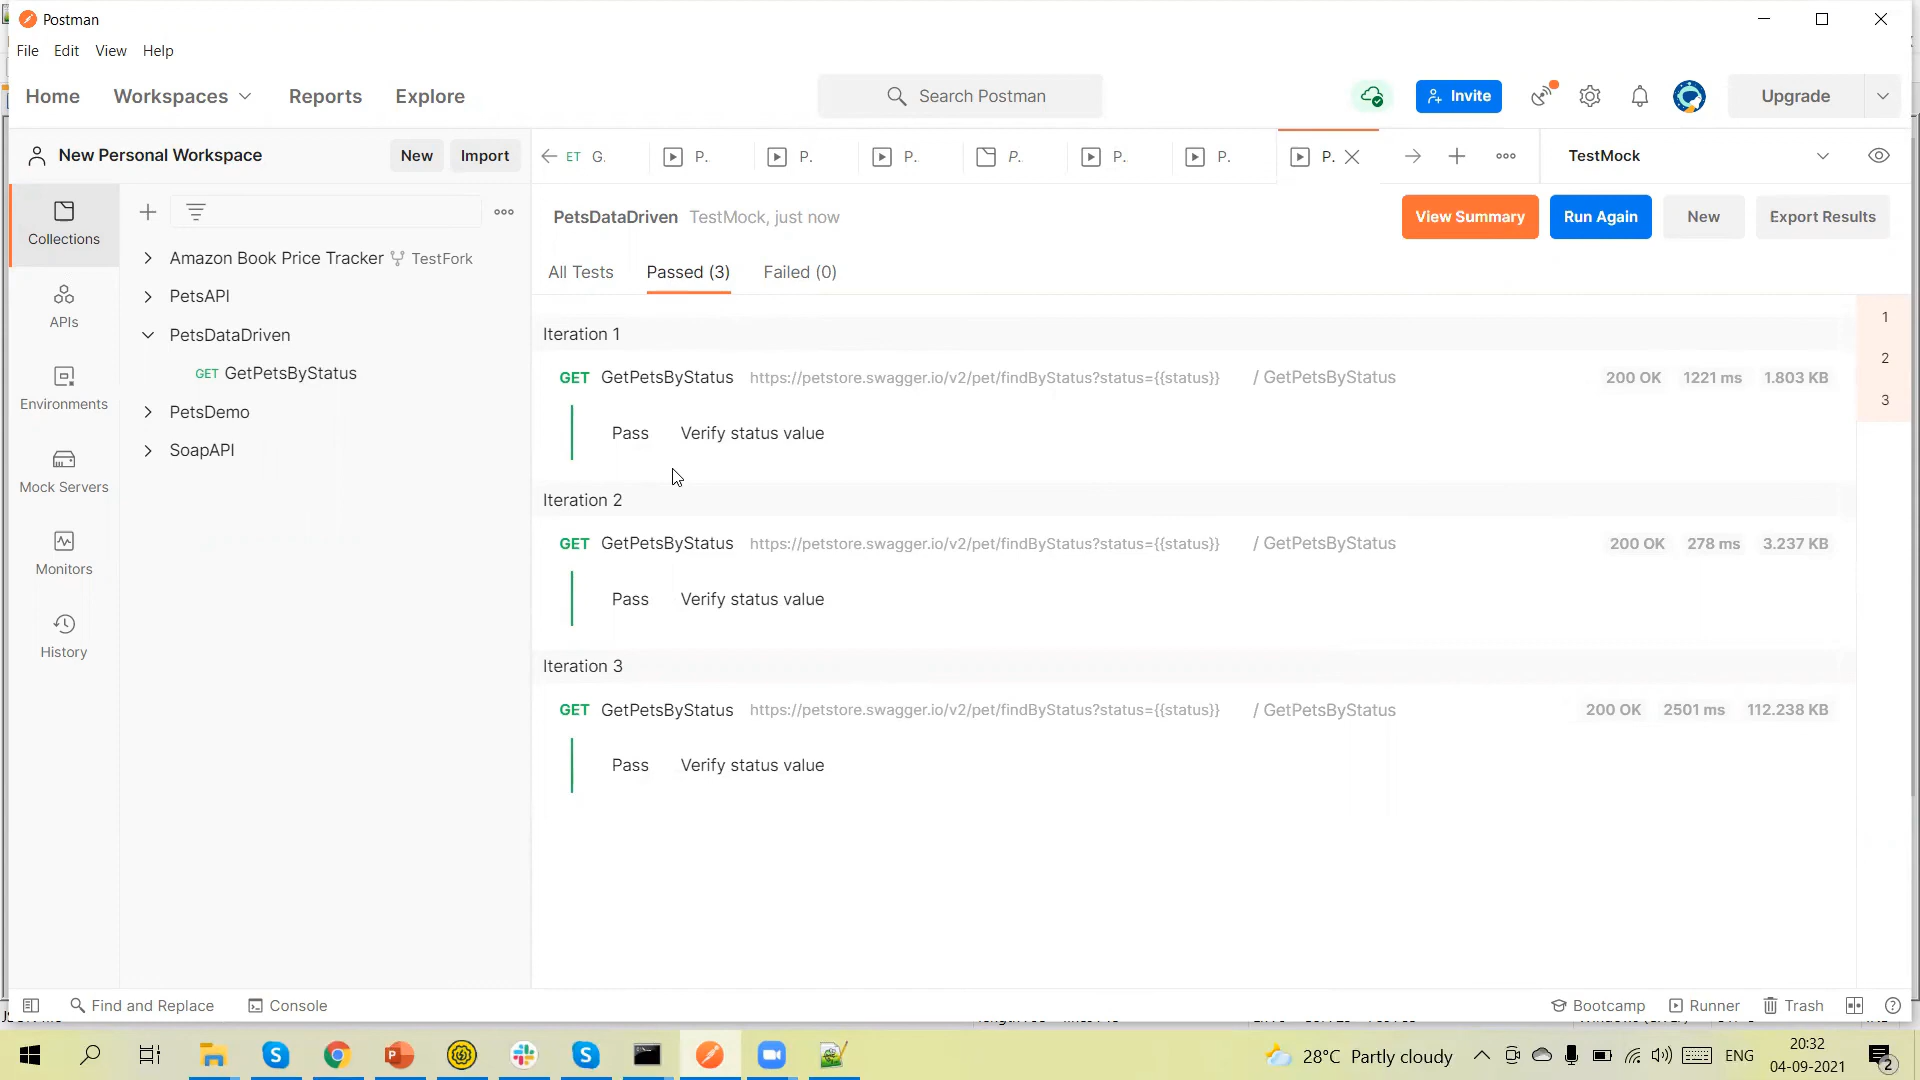 Postman
File Edit View Help
Home Workspaces Reports Explore Search Postman Invite Upgrade
New Personal Workspace New Import ET G. P. P. P. P. P. P. P. TestMock
Collections
APIs
Environments
Mock Servers
Monitors
History
Amazon Book Price Tracker TestFork
PetsAPI
PetsDataDriven
GET GetPetsByStatus
PetsDemo
SoapAPI
PetsDataDriven TestMock, just now View Summary Run Again New Export Results
All Tests Passed (3) Failed (0)
Iteration 1
GET GetPetsByStatus https://petstore.swagger.io/v2/pet/findByStatus?status={{status}} / GetPetsByStatus 200 OK 1221 ms 1.803 KB
Pass Verify status value
Iteration 2
GET GetPetsByStatus https://petstore.swagger.io/v2/pet/findByStatus?status={{status}} / GetPetsByStatus 200 OK 278 ms 3.237 KB
Pass Verify status value
Iteration 3
GET GetPetsByStatus https://petstore.swagger.io/v2/pet/findByStatus?status={{status}} / GetPetsByStatus 200 OK 2501 ms 112.238 KB
Pass Verify status value
1
2
3
Find and Replace Console Bootcamp Runner Trash
28°C Partly cloudy ENG 20:32
04-09-2021 2